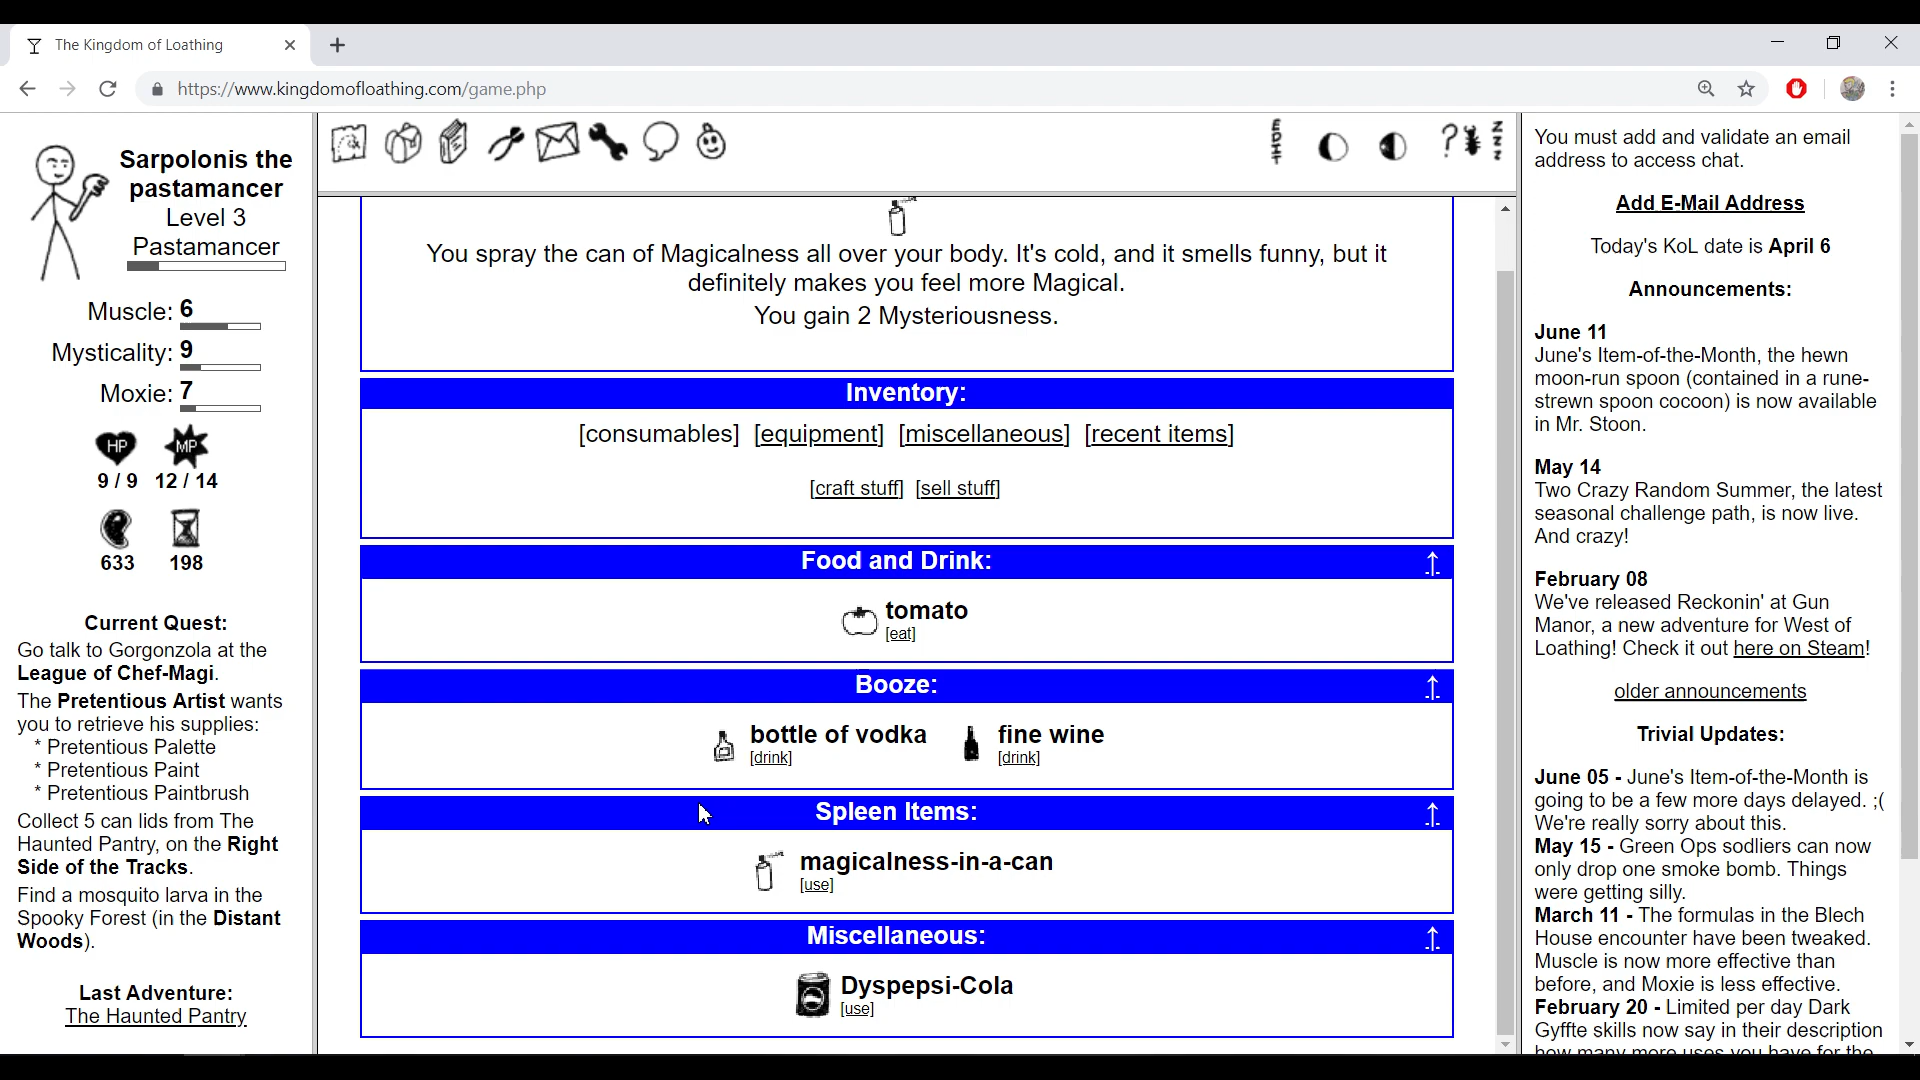 The Kingdom of Loathing
https://www.kingdomofloathing.com/game.php
Sarpolonis the
pastamancer
Level 3
Pastamancer
Muscle: 6
Mysticality: 9
Moxie: 7
HP MP
9 / 9 12 / 14
633 198
Current Quest:
Go talk to Gorgonzola at the
League of Chef-Magi.
The Pretentious Artist wants
you to retrieve his supplies:
* Pretentious Palette
* Pretentious Paint
* Pretentious Paintbrush
Collect 5 can lids from The
Haunted Pantry, on the Right
Side of the Tracks.
Find a mosquito larva in the
Spooky Forest (in the Distant
Woods).
Last Adventure:
The Haunted Pantry
EDIT
?
ZZZ
You spray the can of Magicalness all over your body. It's cold, and it smells funny, but it
definitely makes you feel more Magical.
You gain 2 Mysteriousness.
Inventory:
[consumables] [equipment] [miscellaneous] [recent items]
[craft stuff] [sell stuff]
Food and Drink:
tomato
[eat]
Booze:
bottle of vodka fine wine
[drink] [drink]
Spleen Items:
magicalness-in-a-can
[use]
Miscellaneous:
Dyspepsi-Cola
[use]
You must add and validate an email
address to access chat.
Add E-Mail Address
Today's KoL date is April 6
Announcements:
June 11
June's Item-of-the-Month, the hewn
moon-run spoon (contained in a rune-
strewn spoon cocoon) is now available
in Mr. Stoon.
May 14
Two Crazy Random Summer, the latest
seasonal challenge path, is now live.
And crazy!
February 08
We've released Reckonin' at Gun
Manor, a new adventure for West of
Loathing! Check it out here on Steam!
older announcements
Trivial Updates:
June 05 - June's Item-of-the-Month is
going to be a few more days delayed. ;(
We're really sorry about this.
May 15 - Green Ops sodliers can now
only drop one smoke bomb. Things
were getting silly.
March 11 - The formulas in the Blech
House encounter have been tweaked.
Muscle is now more effective than
before, and Moxie is less effective.
February 20 - Limited per day Dark
Gyffte skills now say in their description
how many more uses you have for the